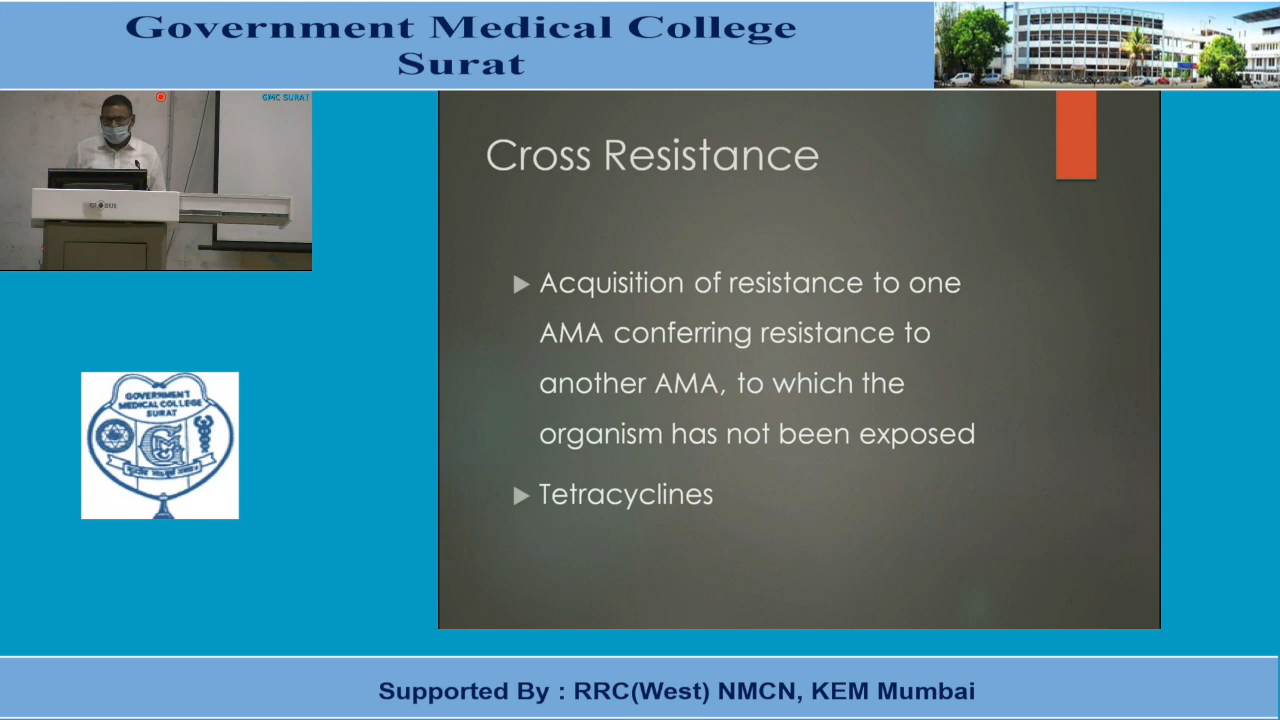 Government Medical College
Surat
GMC SURAT
Cross Resistance
Acquisition of resistance to one
AMA conferring resistance to
another AMA, to which the
organism has not been exposed
Tetracyclines
GOVERNMENT
MEDICAL COLLEGE
SURAT
Supported By : RRC(West) NMCN, KEM Mumbai